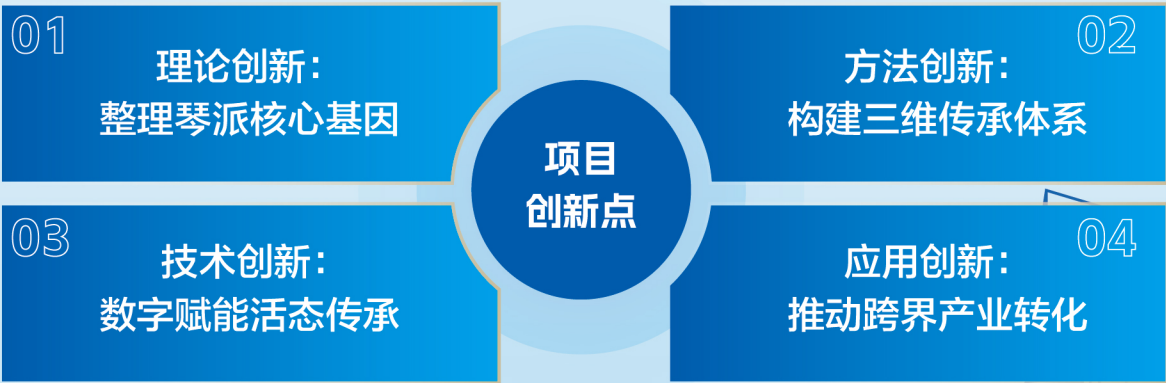 01
理论创新：
整理琴派核心基因
02
方法创新：
构建三维传承体系
项目
创新点
03
技术创新：
数字赋能活态传承
04
应用创新：
推动跨界产业转化